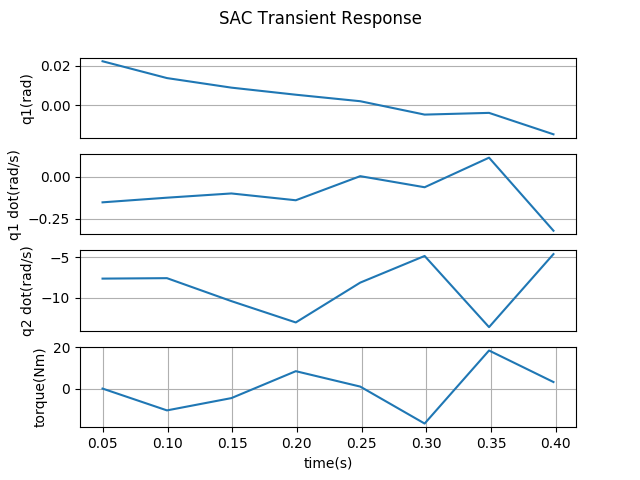 SAC Transient Response
q1(rad)
0.02
0.00
q1 dot(rad/s)
0.00
−0.25
q2 dot(rad/s)
−5
−10
torque(Nm)
20
0
0.05 0.10 0.15 0.20 0.25 0.30 0.35 0.40
time(s)